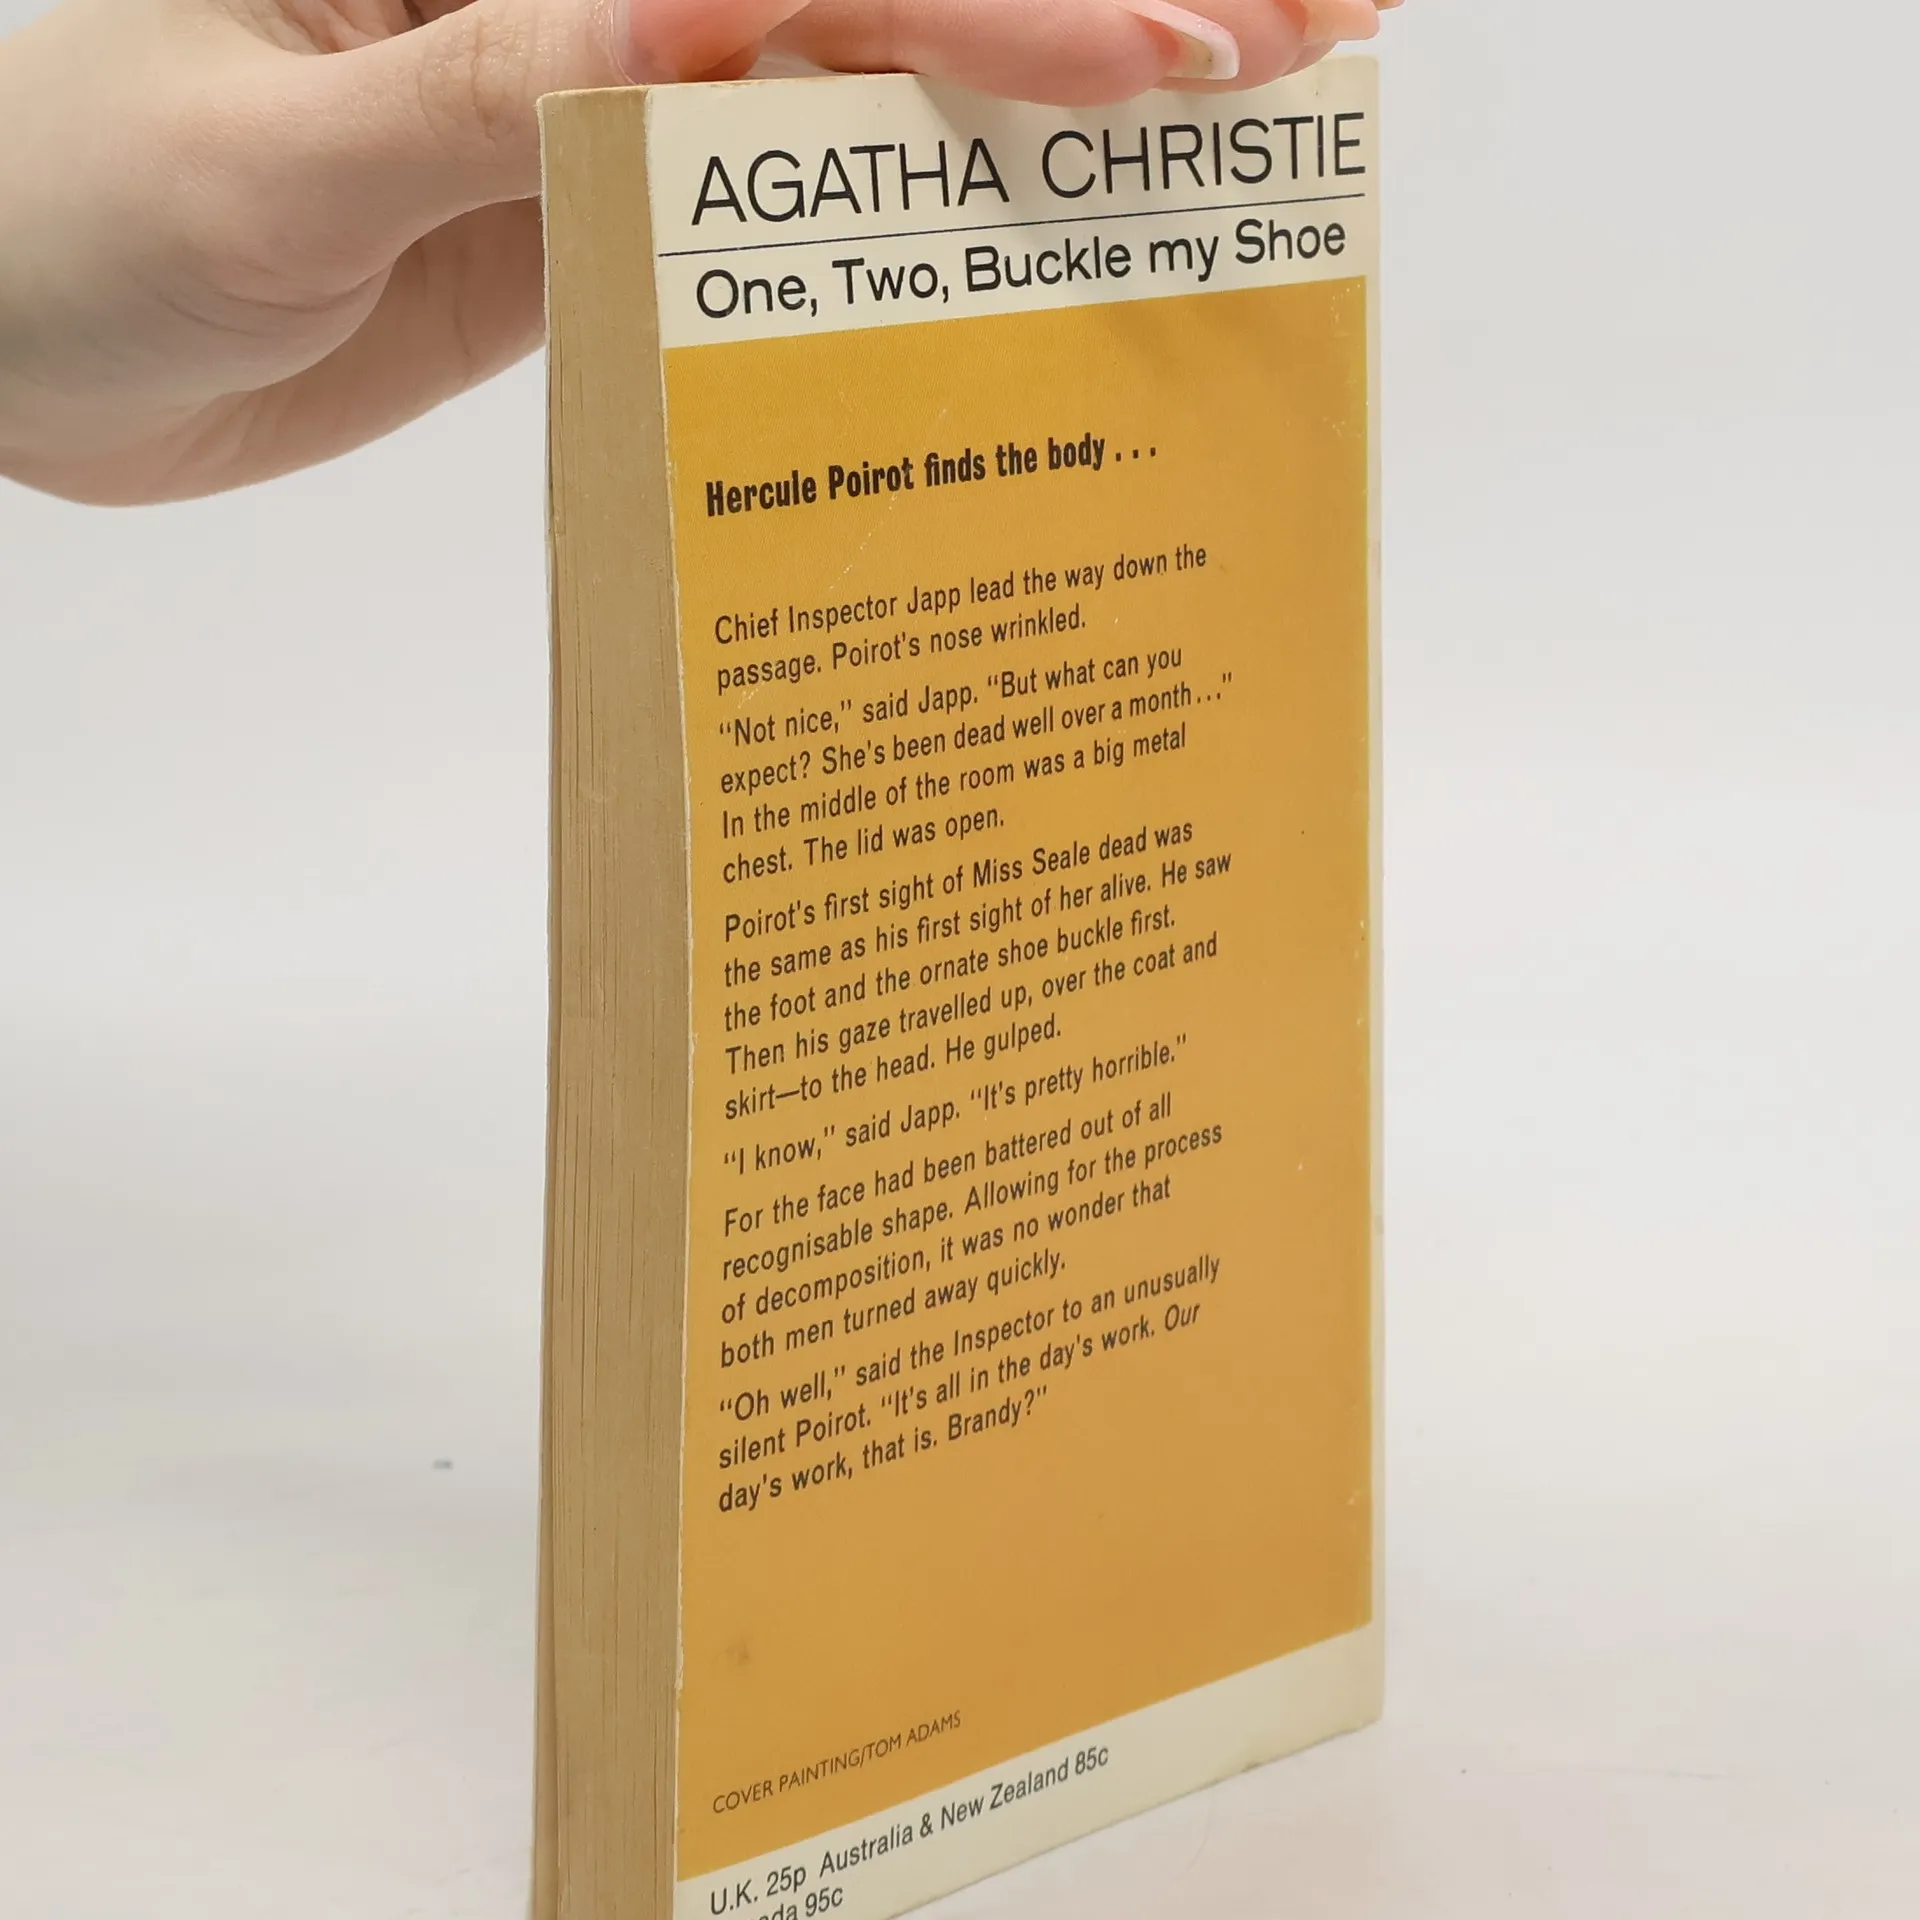 AGATHA CHRISTIE
One, Two, Buckle my Shoe
Hercule Poirot finds the body . . .
Chief Inspector Japp lead the way down the
passage. Poirot's nose wrinkled.
“Not nice,” said Japp. “But what can you
expect? She's been dead well over a month...”
In the middle of the room was a big metal
chest. The lid was open.
Poirot's first sight of Miss Seale dead was
the same as his first sight of her alive. He saw
the foot and the ornate shoe buckle first.
Then his gaze travelled up, over the coat and
skirt—to the head. He gulped.
“I know,” said Japp. “It's pretty horrible.”
For the face had been battered out of all
recognisable shape. Allowing for the process
of decomposition, it was no wonder that
both men turned away quickly.
“Oh well,” said the Inspector to an unusually
silent Poirot. “It's all in the day's work. Our
day's work, that is. Brandy?”
COVER PAINTING/TOM ADAMS
U.K. 25p Australia & New Zealand 85c
95c